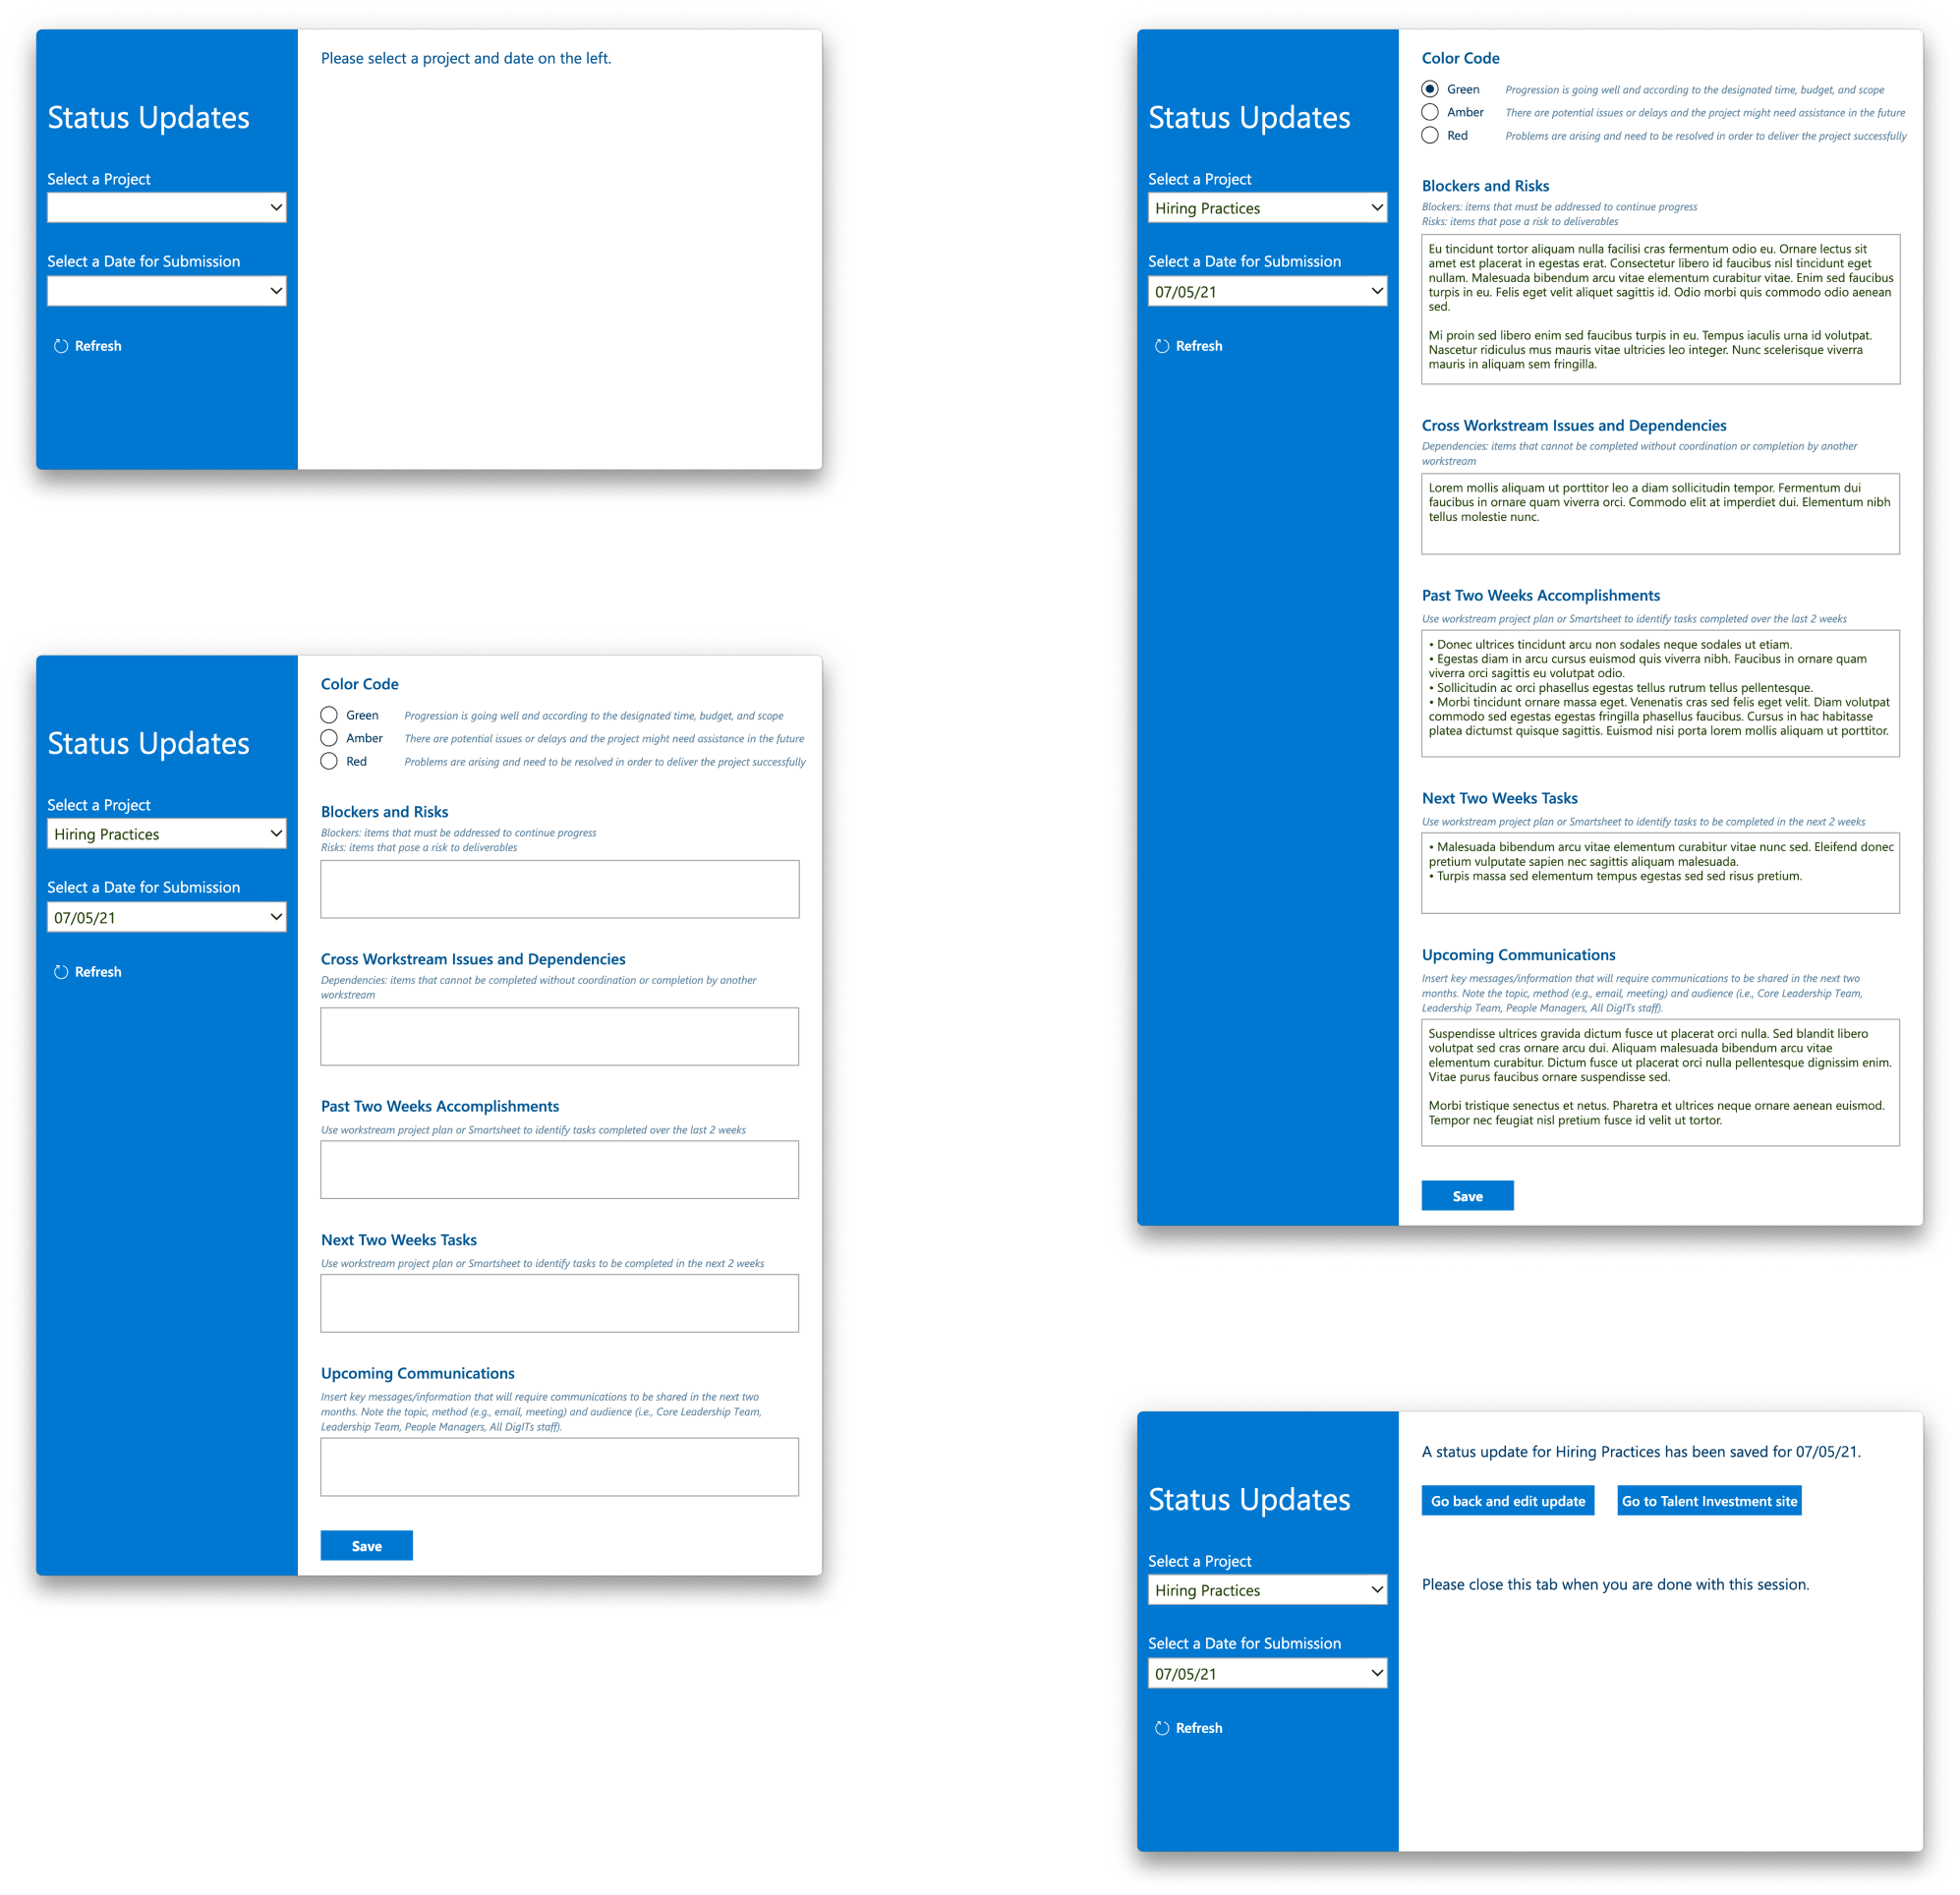 Please select a project and date on the left.
Status Updates
Select a Project
Select a Date for Submission
Refresh
Color Code
Green Progression is going well and according to the designated time, budget, and scope
Amber There are potential issues or delays and the project might need assistance in the future
Red Problems are arising and need to be resolved in order to deliver the project successfully
Status Updates
Select a Project
Hiring Practices
Select a Date for Submission
07/05/21
Refresh
Blockers and Risks
Blockers: items that must be addressed to continue progress
Risks: items that pose a risk to deliverables
Cross Workstream Issues and Dependencies
Dependencies: items that cannot be completed without coordination or completion by another
workstream
Past Two Weeks Accomplishments
Use workstream project plan or Smartsheet to identify tasks completed over the last 2 weeks
Next Two Weeks Tasks
Use workstream project plan or Smartsheet to identify tasks to be completed in the next 2 weeks
Upcoming Communications
Insert key messages/information that will require communications to be shared in the next two
months. Note the topic, method (e.g., email, meeting) and audience (i.e., Core Leadership Team,
Leadership Team, People Managers, All DigITs staff).
Save
Color Code
Green Progression is going well and according to the designated time, budget, and scope
Amber There are potential issues or delays and the project might need assistance in the future
Red Problems are arising and need to be resolved in order to deliver the project successfully
Status Updates
Select a Project
Hiring Practices
Select a Date for Submission
07/05/21
Refresh
Blockers and Risks
Blockers: items that must be addressed to continue progress
Risks: items that pose a risk to deliverables
Eu tincidunt tortor aliquam nulla facilisi cras fermentum odio eu. Ornare lectus sit
amet est placerat in egestas erat. Consectetur libero id faucibus nisl tincidunt eget
nullam. Malesuada bibendum arcu vitae elementum curabitur vitae. Enim sed faucibus
turpis in eu. Felis eget velit aliquet sagittis id. Odio morbi quis commodo odio aenean
sed.
Mi proin sed libero enim sed faucibus turpis in eu. Tempus iaculis urna id volutpat.
Nascetur ridiculus mus mauris vitae ultricies leo integer. Nunc scelerisque viverra
mauris in aliquam sem fringilla.
Cross Workstream Issues and Dependencies
Dependencies: items that cannot be completed without coordination or completion by another
workstream
Lorem mollis aliquam ut porttitor leo a diam sollicitudin tempor. Fermentum dui
faucibus in ornare quam viverra orci. Commodo elit at imperdiet dui. Elementum nibh
tellus molestie nunc.
Past Two Weeks Accomplishments
Use workstream project plan or Smartsheet to identify tasks completed over the last 2 weeks
• Donec ultrices tincidunt arcu non sodales neque sodales ut etiam.
• Egestas diam in arcu cursus euismod quis viverra nibh. Faucibus in ornare quam
viverra orci sagittis eu volutpat odio.
• Sollicitudin ac orci phasellus egestas tellus rutrum tellus pellentesque.
• Morbi tincidunt ornare massa eget. Venenatis cras sed felis eget velit. Diam volutpat
commodo sed egestas egestas fringilla phasellus faucibus. Cursus in hac habitasse
platea dictumst quisque sagittis. Euismod nisi porta lorem mollis aliquam ut porttitor.
Next Two Weeks Tasks
Use workstream project plan or Smartsheet to identify tasks to be completed in the next 2 weeks
• Malesuada bibendum arcu vitae elementum curabitur vitae nunc sed. Eleifend donec
pretium vulputate sapien nec sagittis aliquam malesuada.
• Turpis massa sed elementum tempus egestas sed sed risus pretium.
Upcoming Communications
Insert key messages/information that will require communications to be shared in the next two
months. Note the topic, method (e.g., email, meeting) and audience (i.e., Core Leadership Team,
Leadership Team, People Managers, All DigITs staff).
Suspendisse ultrices gravida dictum fusce ut placerat orci nulla. Sed blandit libero
volutpat sed cras ornare arcu dui. Aliquam malesuada bibendum arcu vitae
elementum curabitur. Dictum fusce ut placerat orci nulla pellentesque dignissim enim.
Vitae purus faucibus ornare suspendisse sed.
Morbi tristique senectus et netus. Pharetra et ultrices neque ornare aenean euismod.
Tempor nec feugiat nisl pretium fusce id velit ut tortor.
Save
A status update for Hiring Practices has been saved for 07/05/21.
Go back and edit update Go to Talent Investment site
Status Updates
Select a Project
Hiring Practices
Please close this tab when you are done with this session.
Select a Date for Submission
07/05/21
Refresh